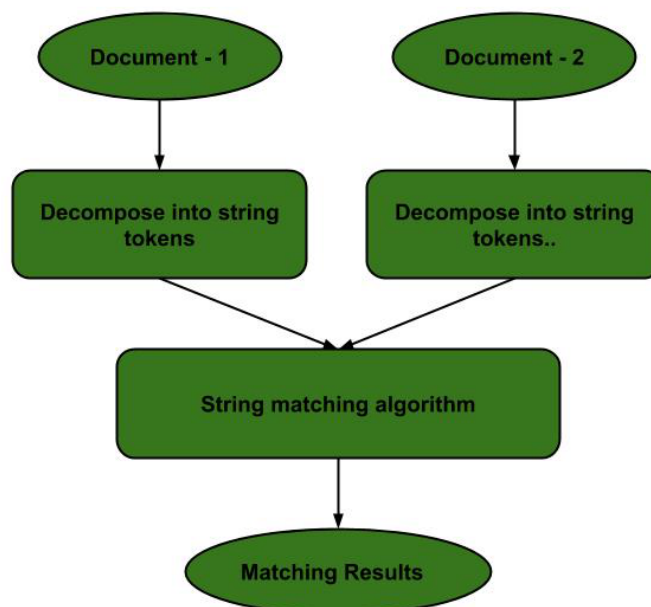 Document - 1
Document - 2
Decompose into string
tokens
Decompose into string
tokens..
String matching algorithm
Matching Results